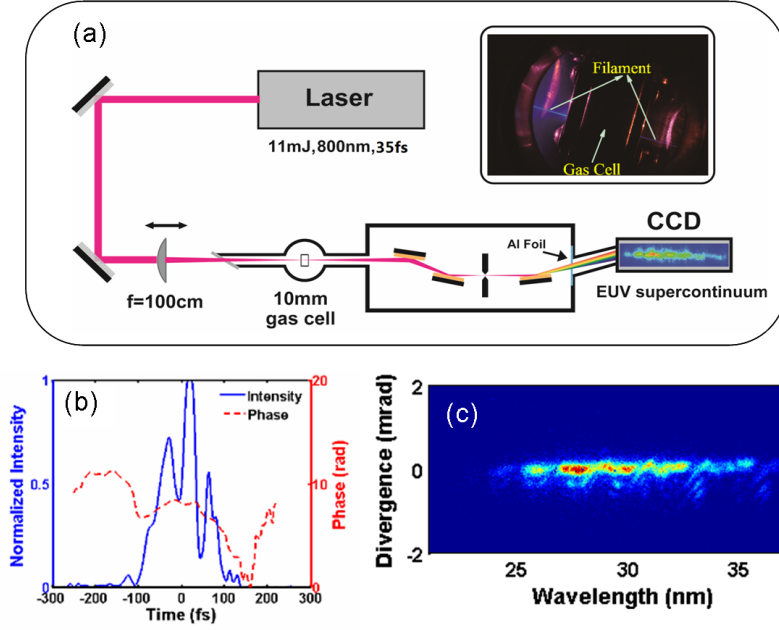 (a)
Laser
11mJ,800nm,35fs
Filament
Gas Cell
f=100cm
10mm
gas cell
Al Foil
CCD
EUV supercontinuum
(b)
Intensity
Phase
Normalized Intensity
1
0.5
0
Phase (rad)
20
10
0
-300 -200 -100 0 100 200 300
Time (fs)
(c)
Divergence (mrad)
2
0
-2
25 30 35
Wavelength (nm)